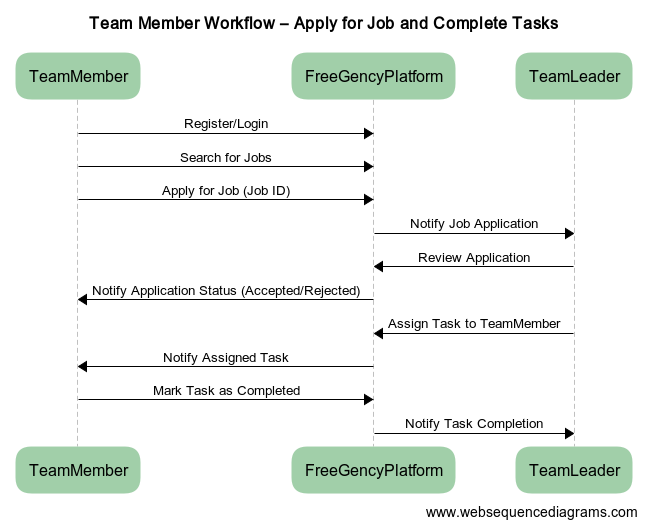 Team Member Workflow – Apply for Job and Complete Tasks
TeamMember FreeGencyPlatform TeamLeader
Register/Login
Search for Jobs
Apply for Job (Job ID)
Notify Job Application
Review Application
Notify Application Status (Accepted/Rejected)
Assign Task to TeamMember
Notify Assigned Task
Mark Task as Completed
Notify Task Completion
TeamMember FreeGencyPlatform TeamLeader
www.websequencediagrams.com